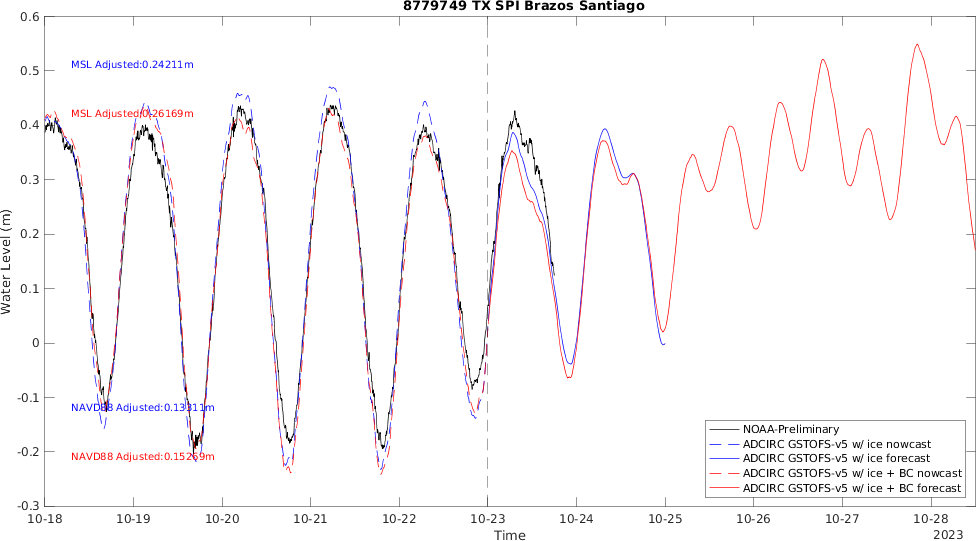 8779749 TX SPI Brazos Santiago
0.6
0.5
0.4
0.3
0.2
0.1
0
-0.1
-0.2
-0.3
Water Level (m)
MSL Adjusted:0.24211m
MSL Adjusted:0.26169m
NAVD88 Adjusted:0.13311m
NAVD88 Adjusted:0.15269m
NOAA-Preliminary
ADCIRC GSTOFS-v5 w/ ice nowcast
ADCIRC GSTOFS-v5 w/ ice forecast
ADCIRC GSTOFS-v5 w/ ice + BC nowcast
ADCIRC GSTOFS-v5 w/ ice + BC forecast
10-18 10-19 10-20 10-21 10-22 10-23 10-24 10-25 10-26 10-27 10-28
Time
2023